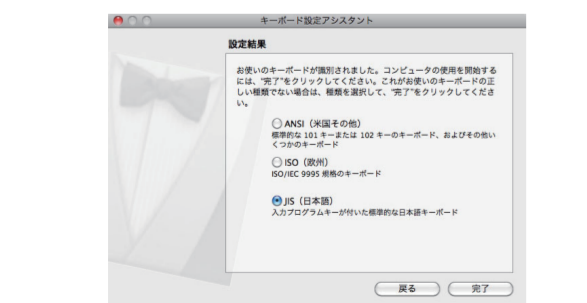 キーボード設定アシスタント
設定結果
お使いのキーボードが識別されました。コンピュータの使用を開始する
には、"完了"をクリックしてください。これがお使いのキーボードの正
しい種類でない場合は、種類を選択して、"完了"をクリックしてくださ
い。
ANSI（米国その他）
標準的な 101 キーまたは 102 キーのキーボード、およびその他い
くつかのキーボード
ISO（欧州）
ISO/IEC 9995 規格のキーボード
JIS（日本語）
入力プログラムキーが付いた標準的な日本語キーボード
戻る
完了